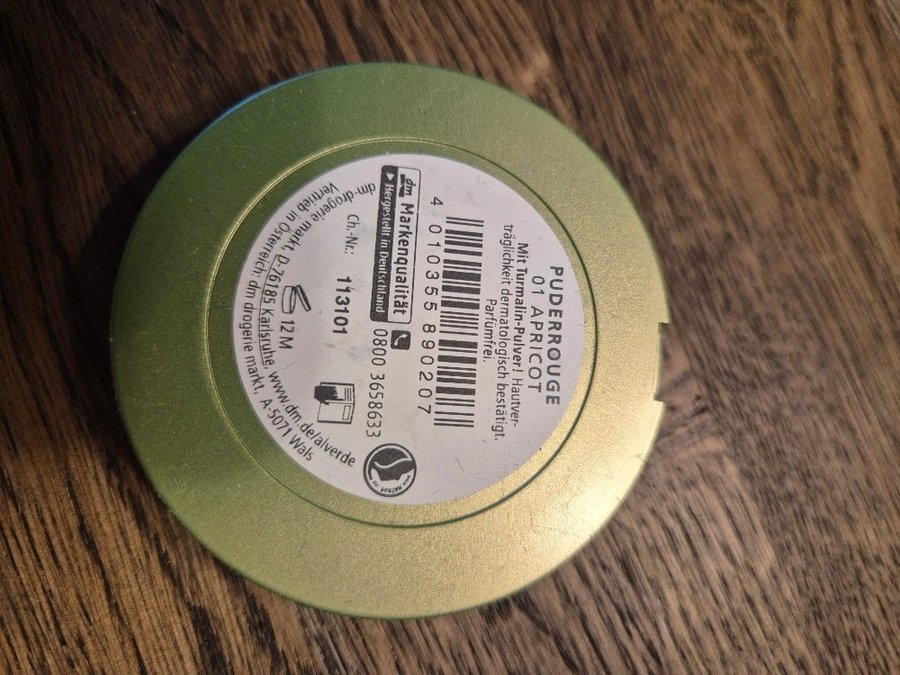 PUDERROUGE
01 APRICOT
Mit Turmalin-Pulver! Hautver-
träglichkeit dermatologisch bestätigt.
Parfümfrei.
4 010355 890207
dm Markenqualität
Hergestellt in Deutschland
0800 3658633
Ch.-Nr.: 113101
12 M
dm-drogerie markt, D-76185 Karlsruhe, www.dm.de/alverde
Vertrieb in Österreich: dm drogerie markt, A-5071 Wals